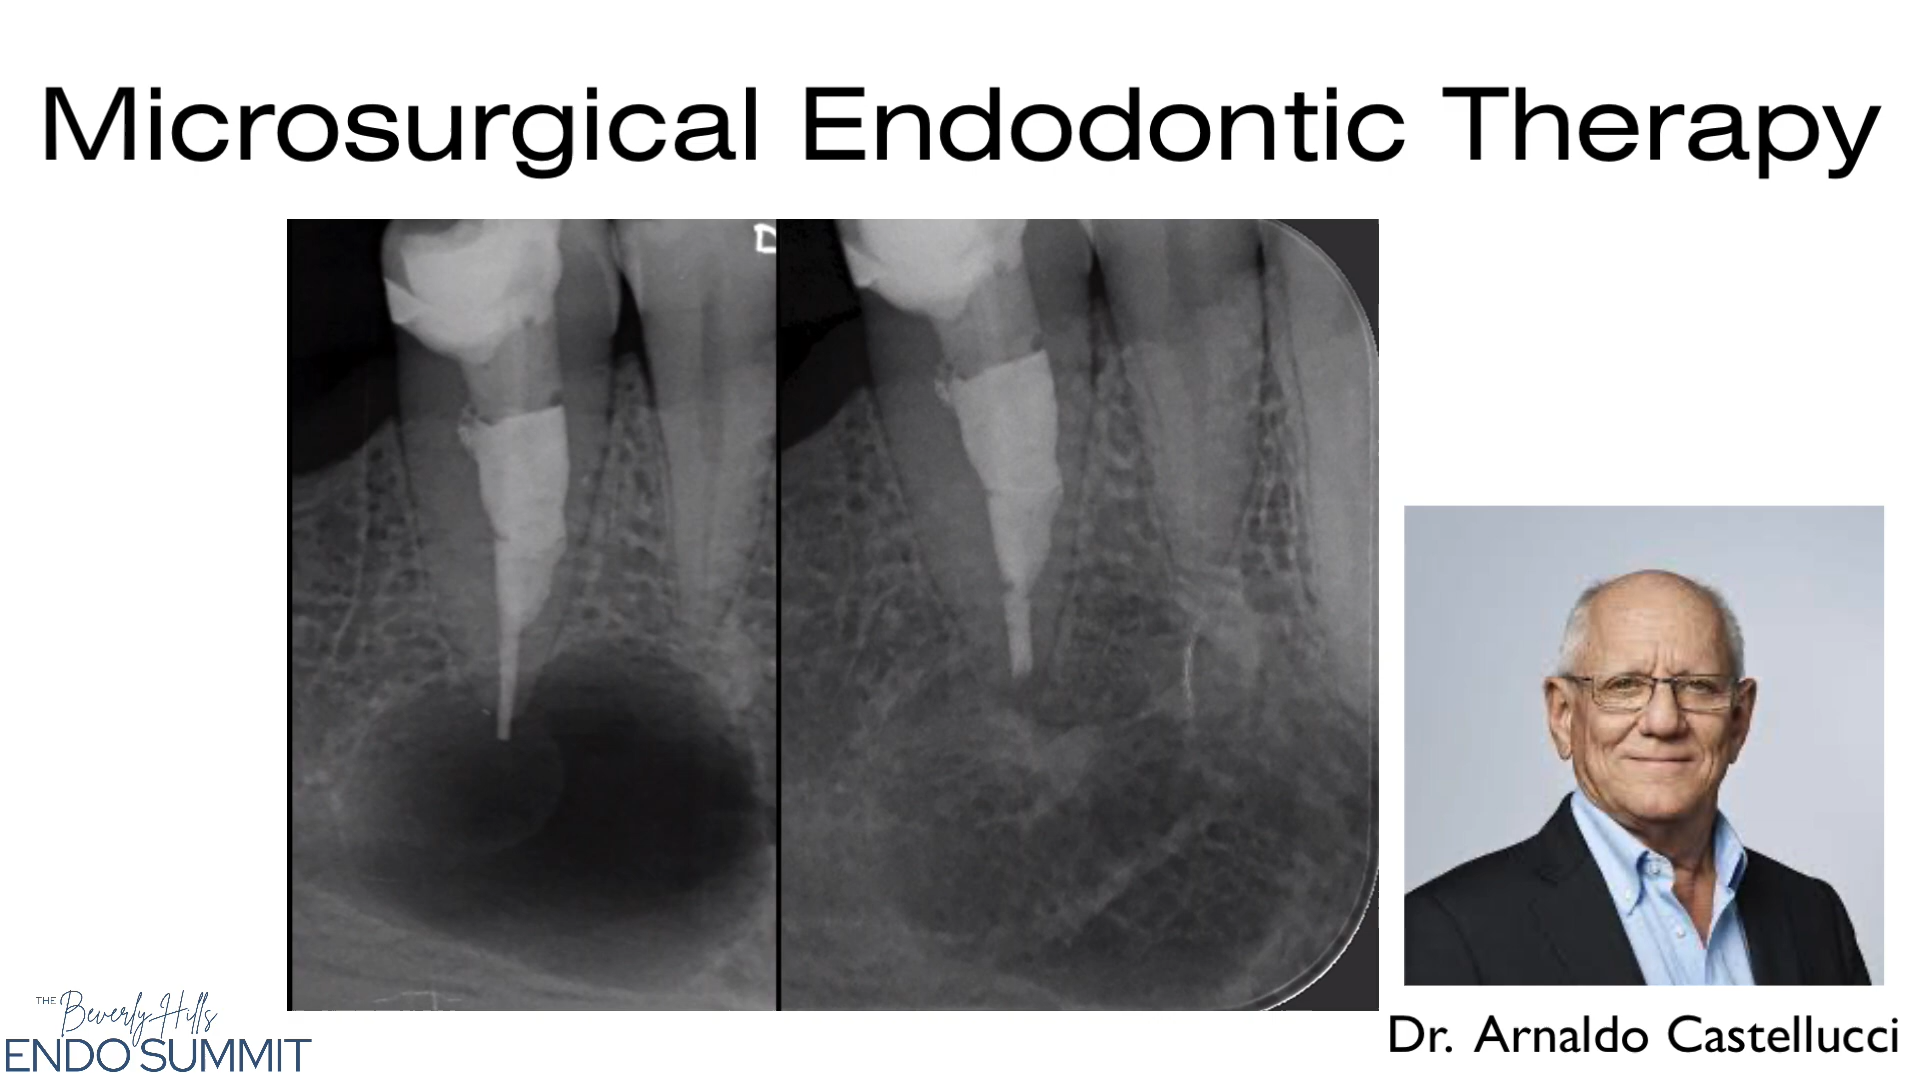 Microsurgical Endodontic Therapy
D
THE Beverly Hills
ENDO SUMMIT
Dr. Arnaldo Castellucci